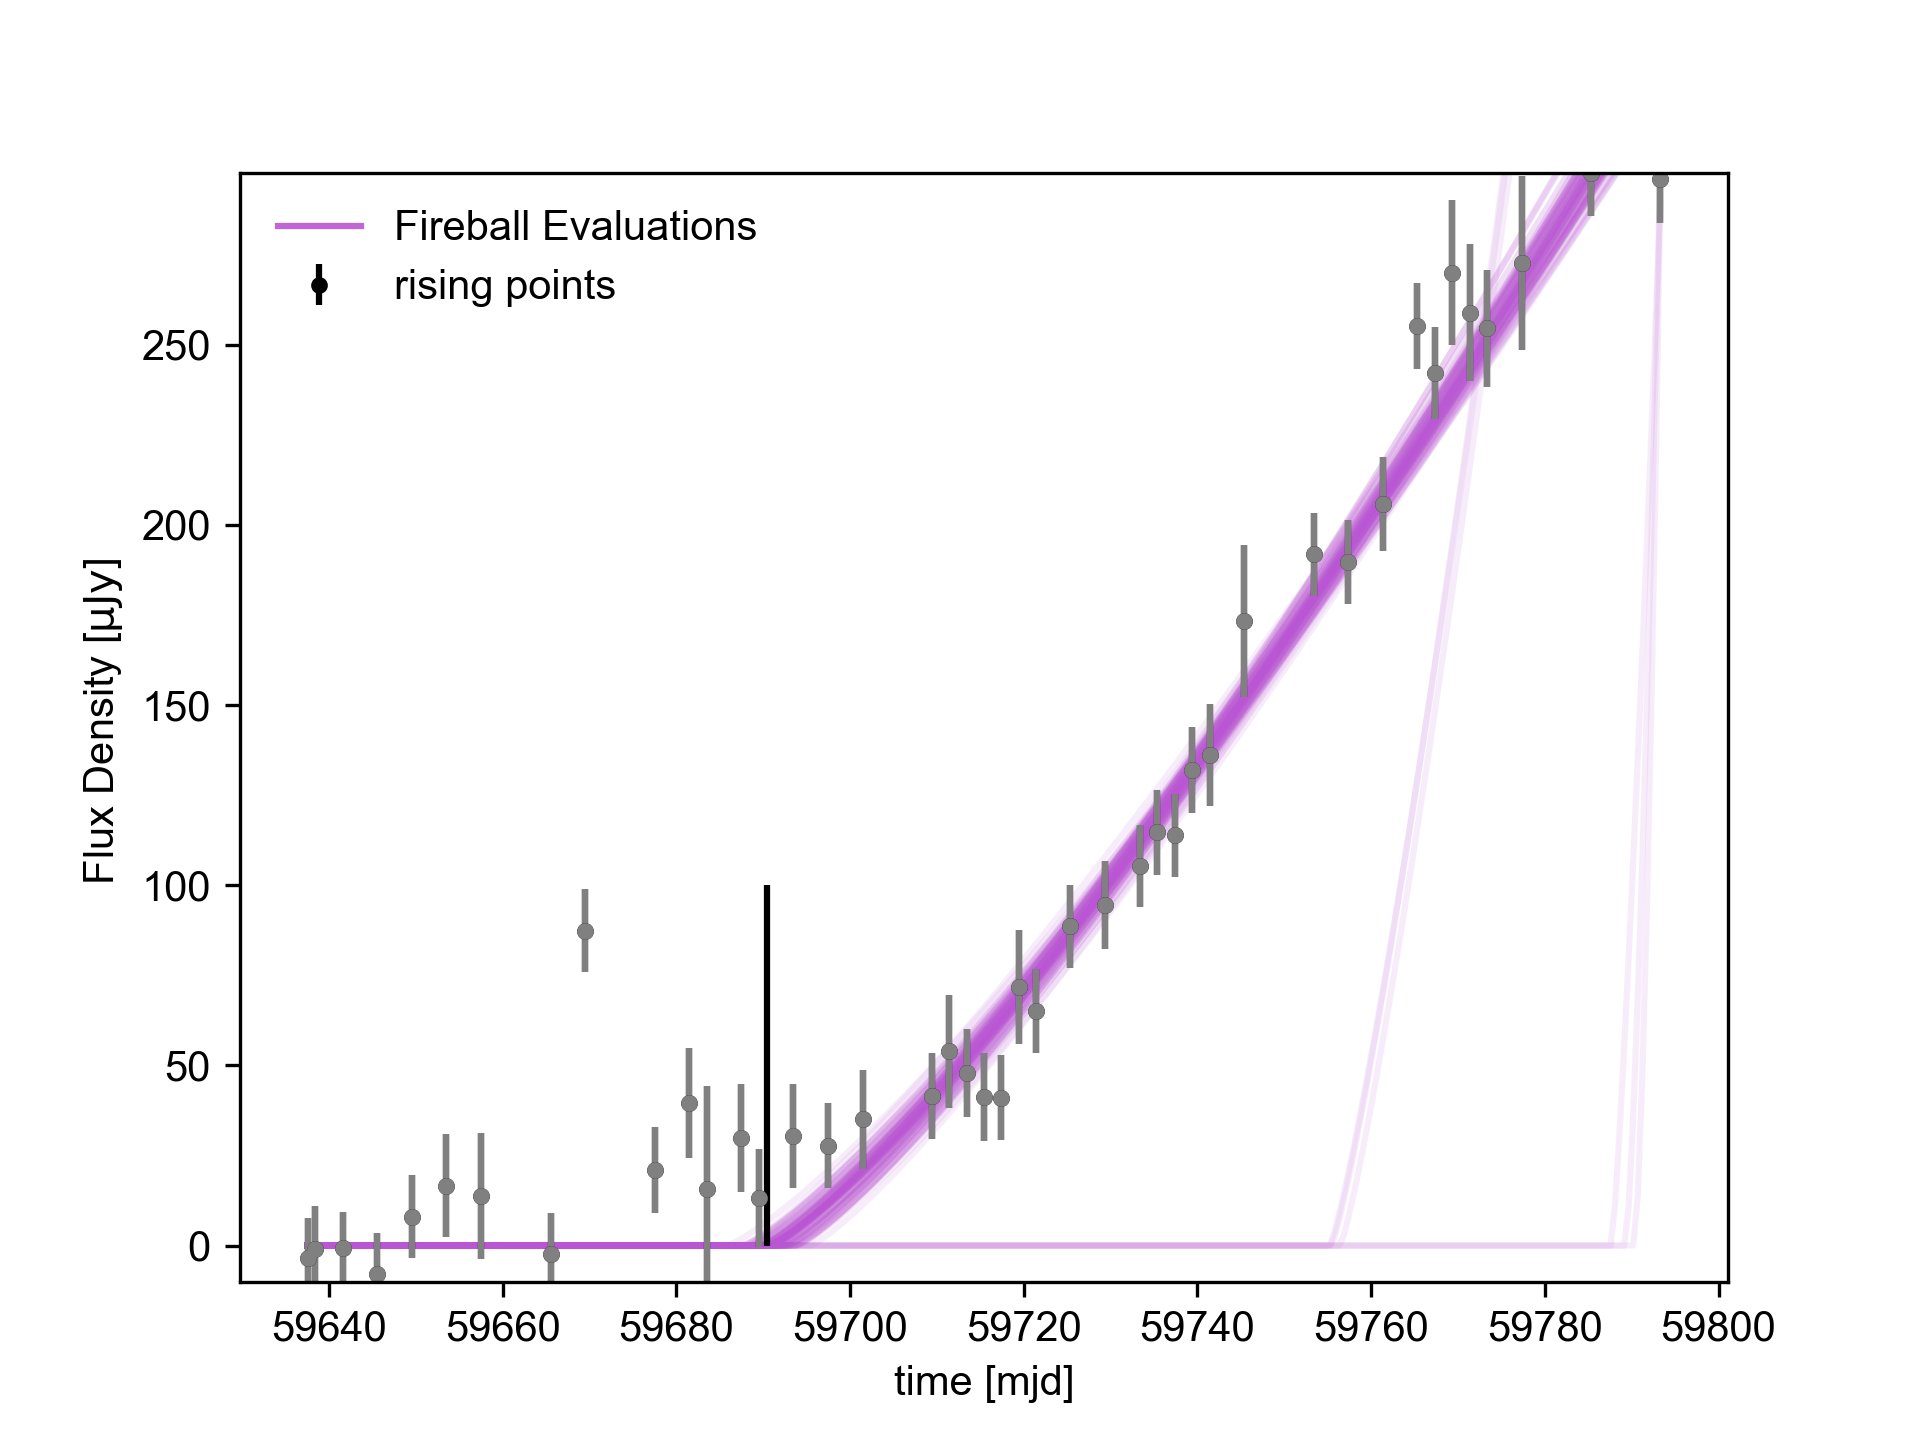 Fireball Evaluations
rising points
250
200
150
100
50
0
Flux Density [µJy]
59640 59660 59680 59700 59720 59740 59760 59780 59800
time [mjd]